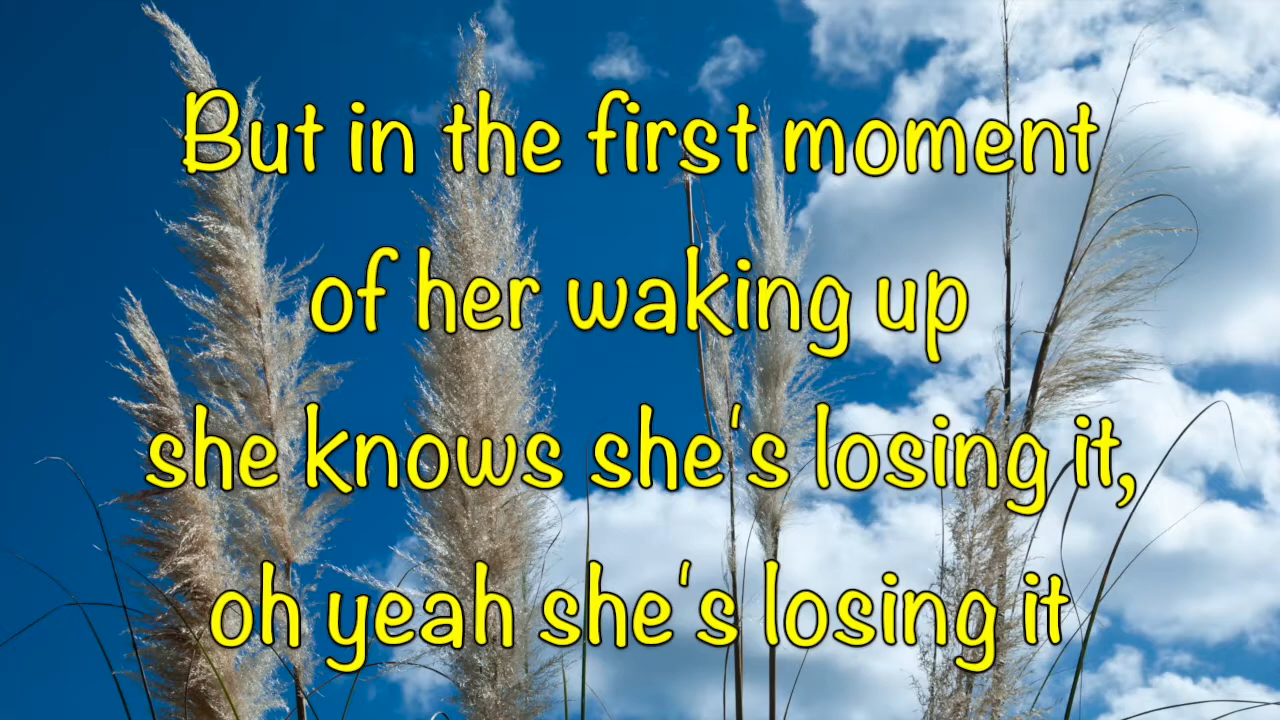 But in the first moment
of her waking up
she knows she's losing it,
oh yeah she's losing it